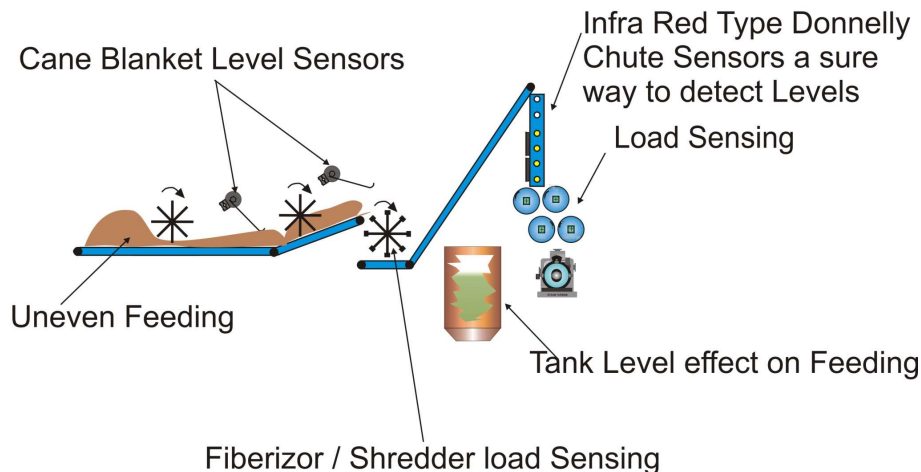 Infra Red Type Donnelly
Chute Sensors a sure
way to detect Levels
Cane Blanket Level Sensors
Load Sensing
Uneven Feeding
Tank Level effect on Feeding
Fiberizor / Shredder load Sensing